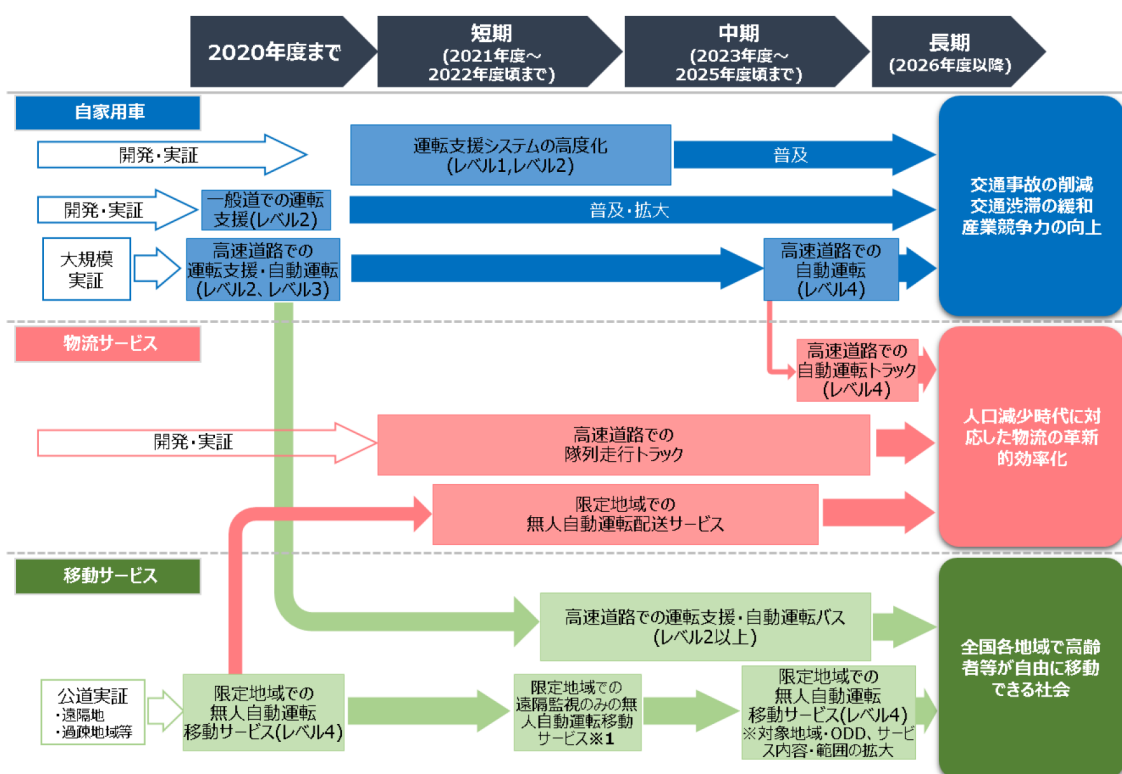 2020年度まで
短期
(2021年度～
2022年度頃まで)
中期
(2023年度～
2025年度頃まで)
長期
(2026年度以降)
自家用車
開発・実証
運転支援システムの高度化
(レベル1,レベル2)
普及
開発・実証
一般道での運転
支援(レベル2)
普及・拡大
大規模
実証
高速道路での
運転支援・自動運転
(レベル2、レベル3)
高速道路での
自動運転
(レベル4)
交通事故の削減
交通渋滞の緩和
産業競争力の向上
物流サービス
高速道路での
自動運転トラック
(レベル4)
開発・実証
高速道路での
隊列走行トラック
限定地域での
無人自動運転配送サービス
人口減少時代に対
応した物流の革新
的効率化
移動サービス
高速道路での運転支援・自動運転バス
(レベル2以上)
公道実証
・遠隔地
・過疎地域等
限定地域での
無人自動運転
移動サービス(レベル4)
限定地域での
遠隔監視のみの無
人自動運転移動
サービス※1
限定地域での
無人自動運転
移動サービス(レベル4)
※対象地域・ODD、サービ
ス内容・範囲の拡大
全国各地域で高齢
者等が自由に移動
できる社会